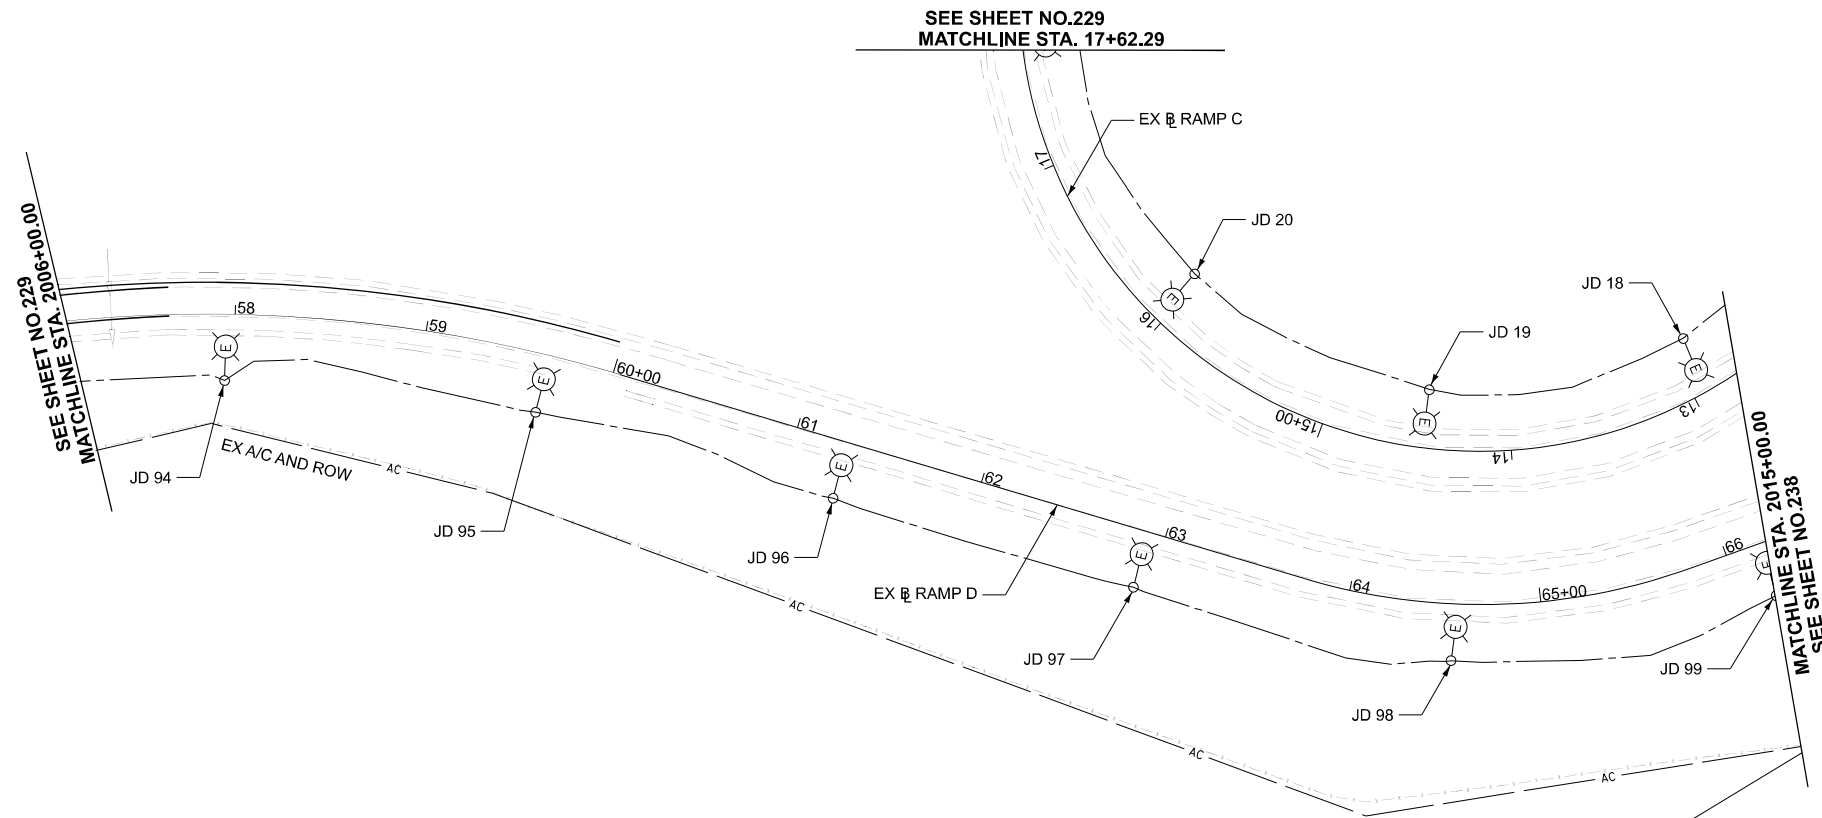 SEE SHEET NO.229
MATCHLINE STA. 17+62.29
EX BL RAMP C
17
JD 20
E
16
JD 18
E
JD 19
E
15+00
14
13
SEE SHEET NO.229
MATCHLINE STA. 2006+00.00
58
59
60+00
61
62
63
64
65+00
66
E
E
E
E
E
E
JD 94
EX A/C AND ROW
AC
JD 95
JD 96
AC
EX BL RAMP D
JD 97
AC
JD 98
JD 99
AC
MATCHLINE STA. 2015+00.00
SEE SHEET NO.238